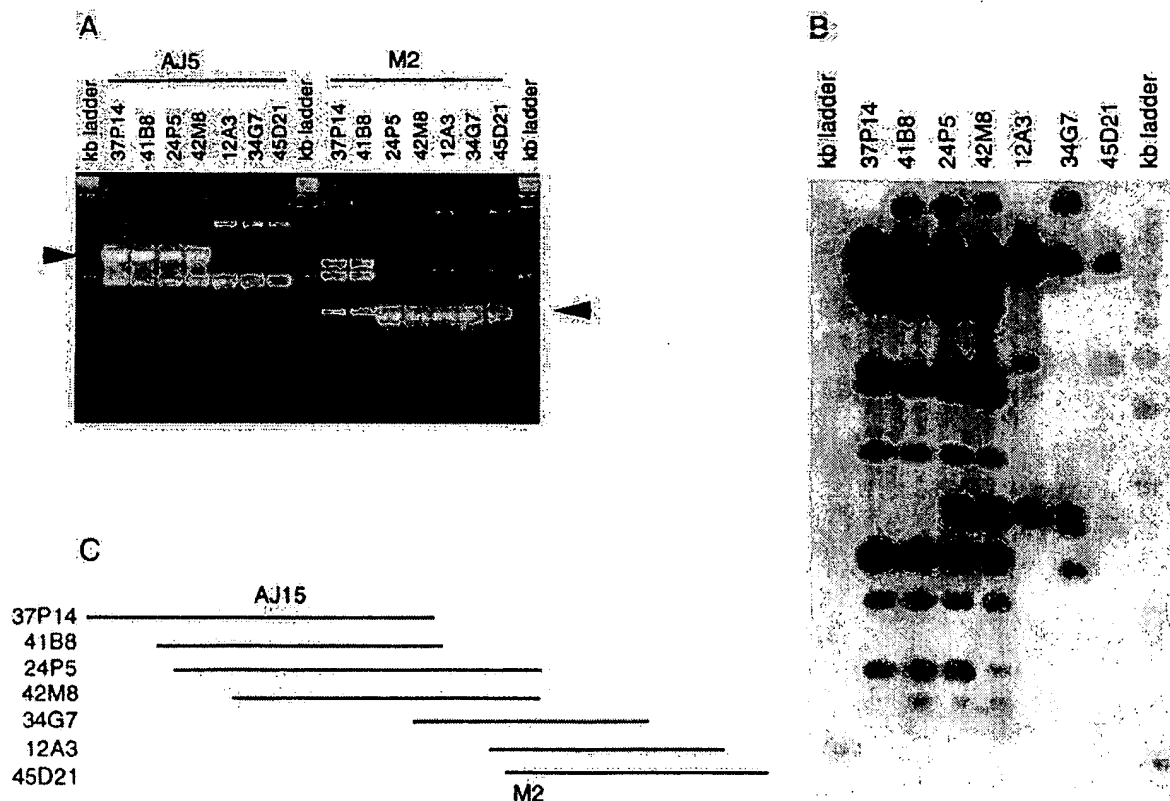 A
AJ5
M2
kb ladder
37P14
41B8
24P5
42M8
12A3
34G7
45D21
kb ladder
37P14
41B8
24P5
42M8
12A3
34G7
45D21
kb ladder
B
kb ladder
37P14
41B8
24P5
42M8
12A3
34G7
45D21
kb ladder
C
AJ15
37P14
41B8
24P5
42M8
34G7
12A3
45D21
M2